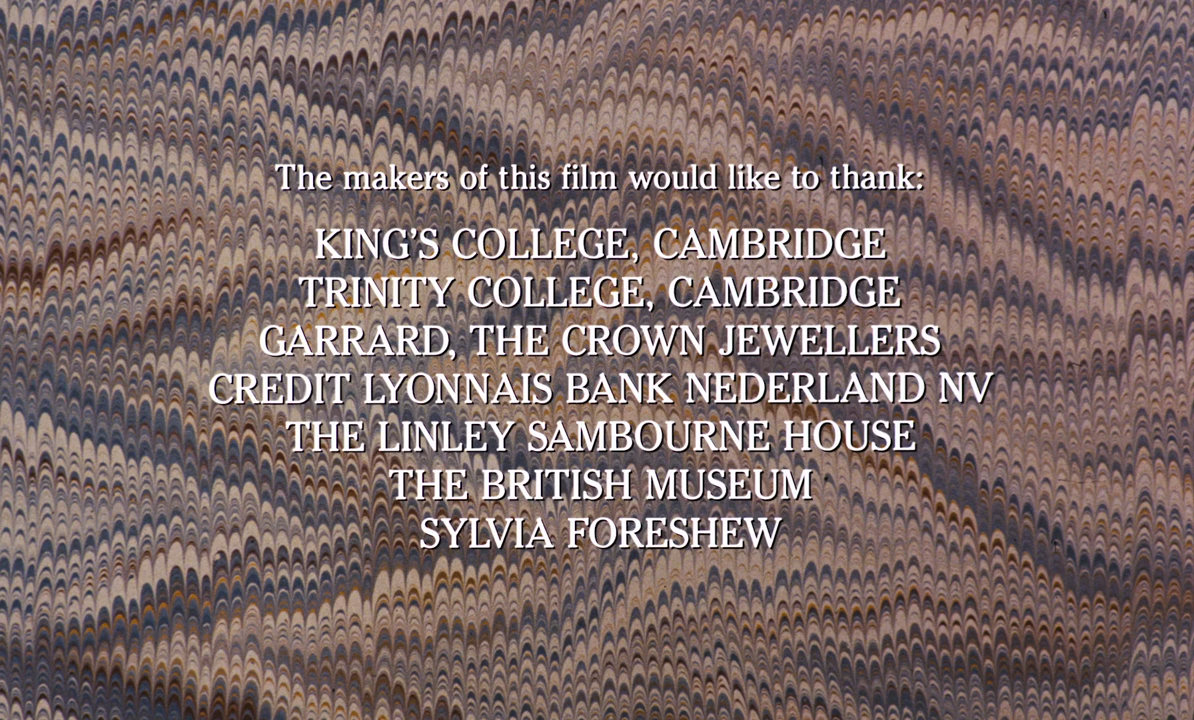 The makers of this film would like to thank:
KING'S COLLEGE, CAMBRIDGE
TRINITY COLLEGE, CAMBRIDGE
GARRARD, THE CROWN JEWELLERS
CREDIT LYONNAIS BANK NEDERLAND NV
THE LINLEY SAMBOURNE HOUSE
THE BRITISH MUSEUM
SYLVIA FORESHEW